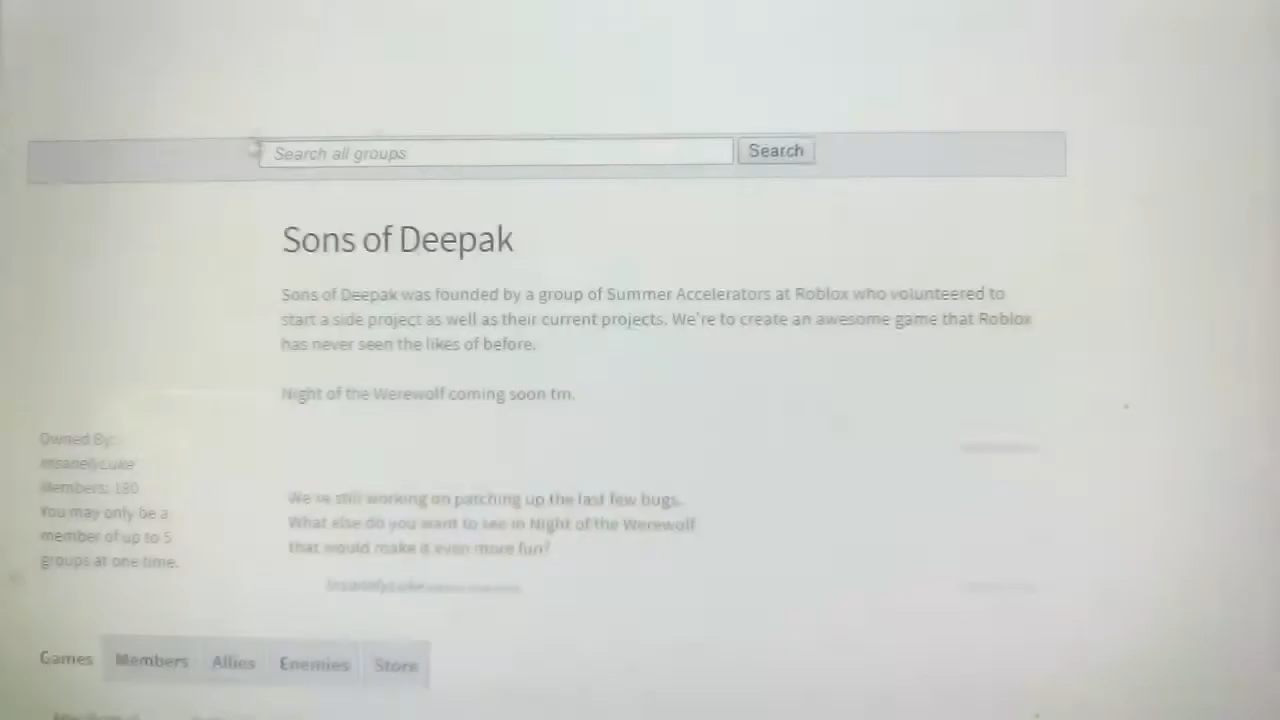 Search all groups
Search
Sons of Deepak
Sons of Deepak was founded by a group of Summer Accelerators at Roblox who volunteered to
start a side project as well as their current projects. We're to create an awesome game that Roblox
has never seen the likes of before.
Night of the Werewolf coming soon tm.
Owned By:
InsanelyLuke
Members: 180
You may only be a
member of up to 5
groups at one time.
We're still working on patching up the last few bugs.
What else do you want to see in Night of the Werewolf
that would make it even more fun?
InsanelyLuke
Games Members Allies Enemies Store